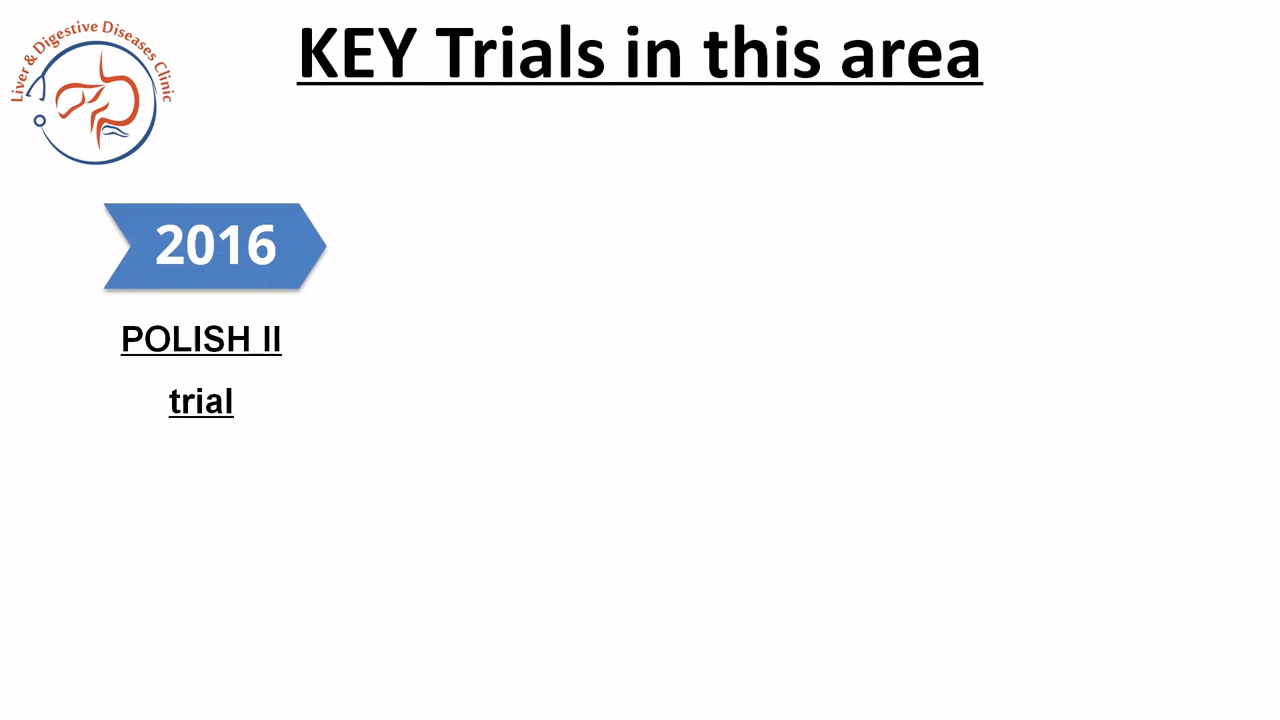 Liver & Digestive Diseases Clinic
KEY Trials in this area
2016
POLISH II
trial